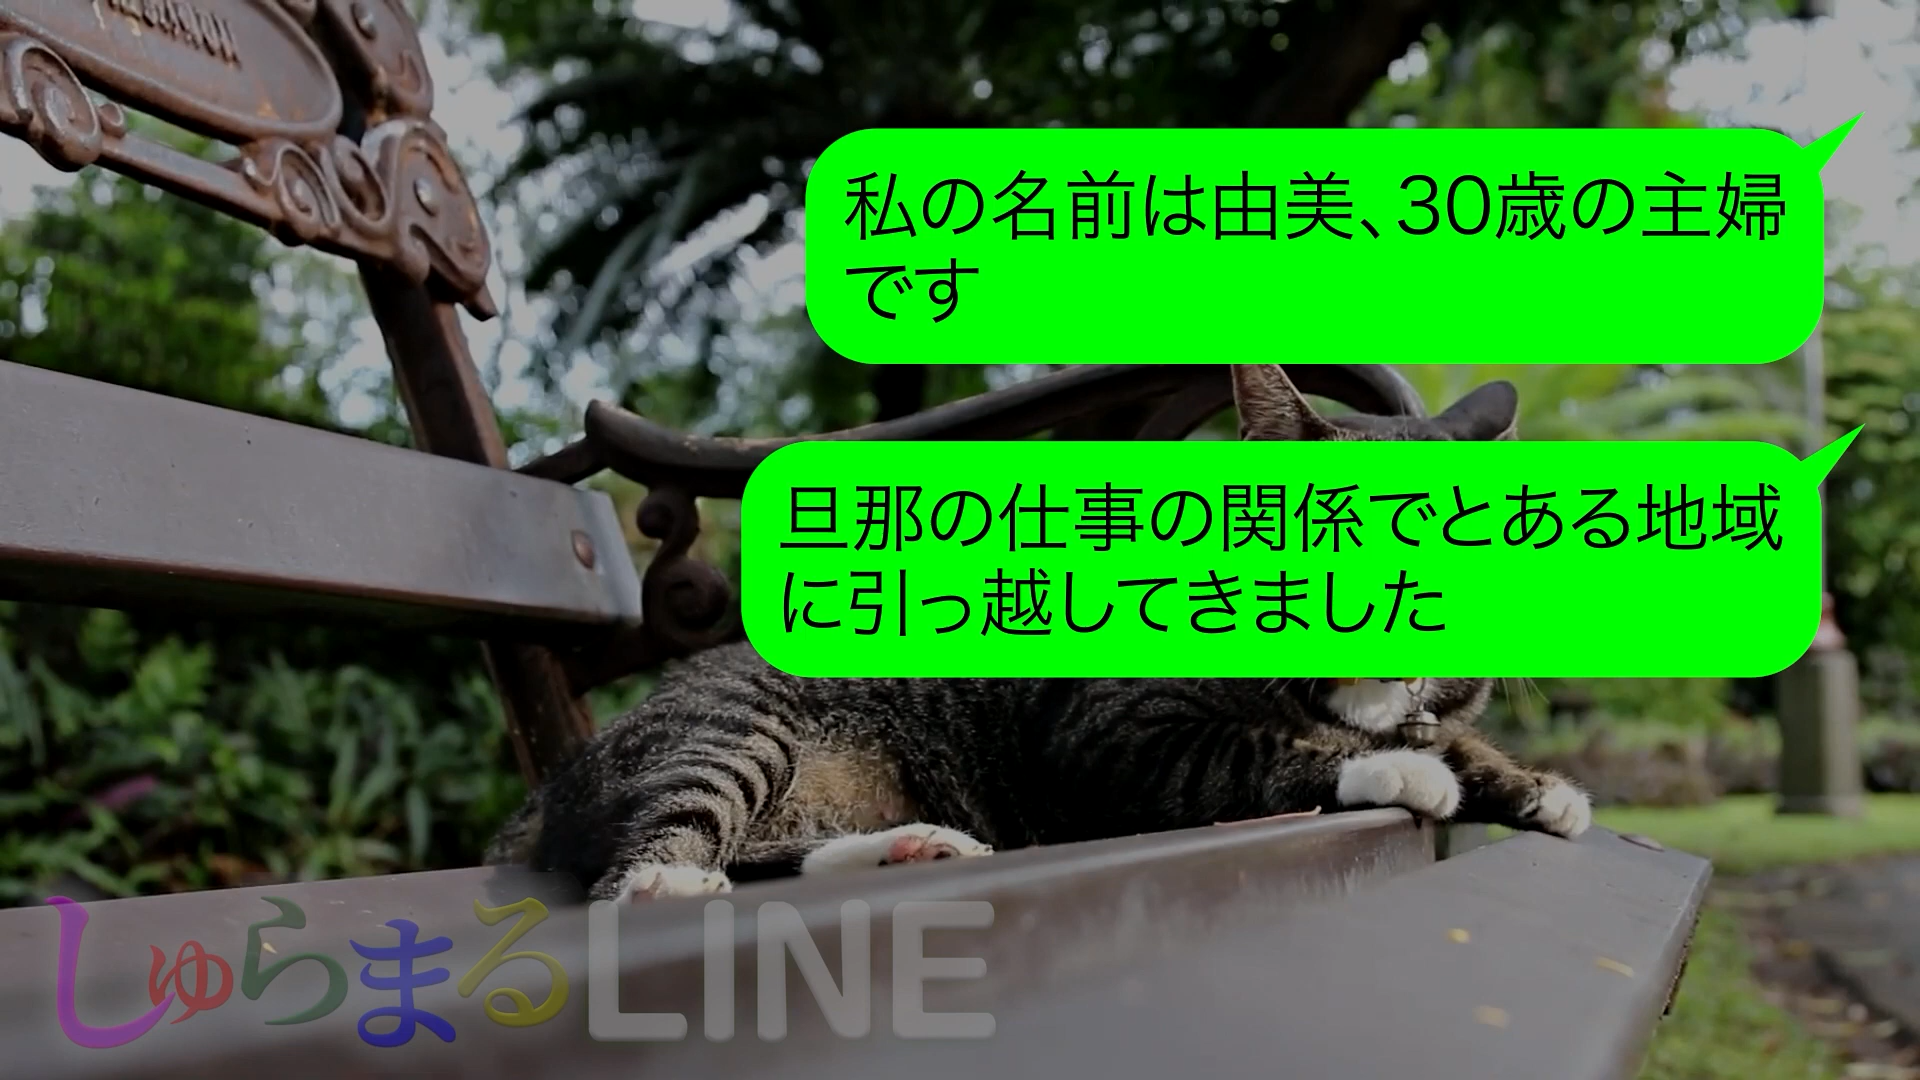 私の名前は由美、30歳の主婦
です
旦那の仕事の関係でとある地域
に引っ越してきました
しゅらまるLINE